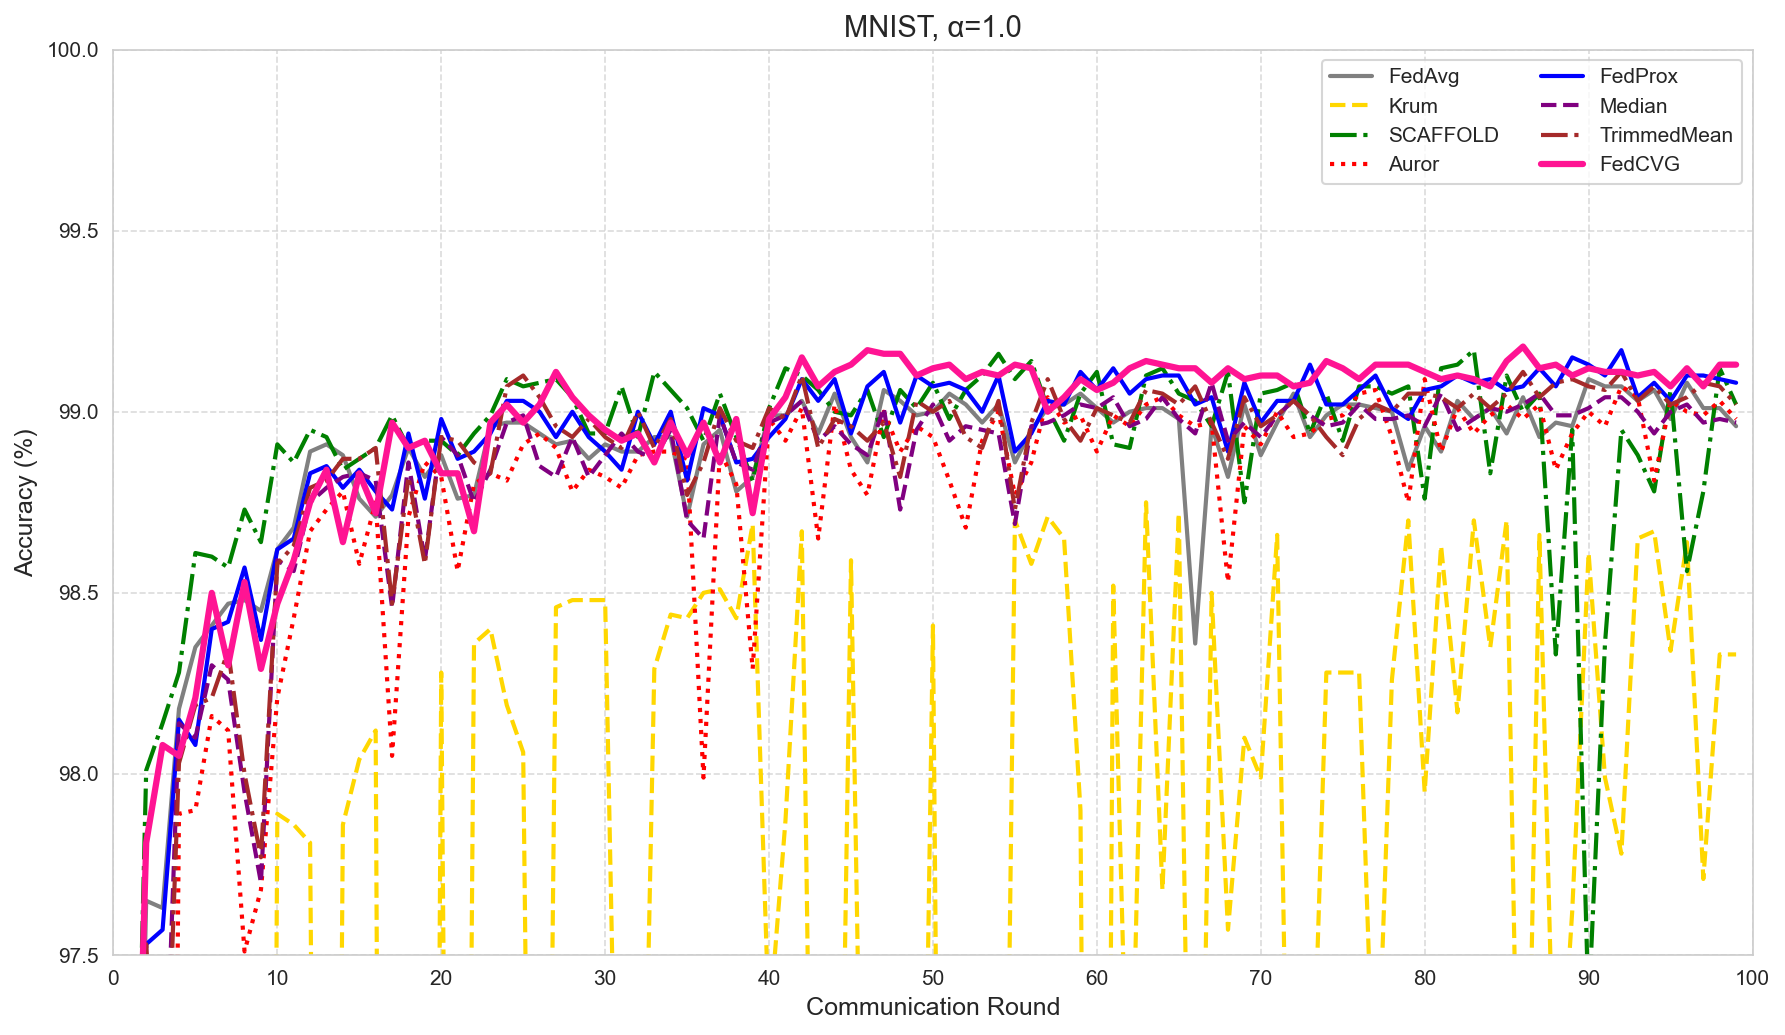 MNIST, α=1.0
100.0
99.5
99.0
98.5
98.0
97.5
Accuracy (%)
0 10 20 30 40 50 60 70 80 90 100
Communication Round
FedAvg
Krum
SCAFFOLD
Auror
FedProx
Median
TrimmedMean
FedCVG